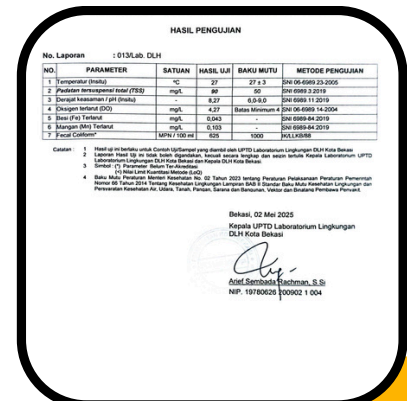 HASIL PENGUJIAN
No. Laporan : 013/Lab. DLH
NO. PARAMETER SATUAN HASIL UJI BAKU MUTU METODE PENGUJIAN
1 Temperatur (Insitu) °C 27 27 ± 3 SNI 06-6989.23-2005
2 Padatan tersuspensi total (TSS) mg/L 90 50 SNI 6989.3.2019
3 Derajat keasaman / pH (Insitu) - 8,27 6,0-9,0 SNI 6989.11.2019
4 Oksigen terlarut (DO) mg/L 4,27 Batas Minimum 4 SNI 06-6989.14-2004
5 Besi (Fe) Terlarut mg/L 0,043 - SNI 6989-84.2019
6 Mangan (Mn) Terlarut mg/L 0,103 - SNI 6989-84.2019
7 Fecal Coliform* MPN / 100 ml 625 1000 IK/LLKB/88
Catatan : 1 Hasil uji ini berlaku untuk Contoh Uji/Sampel yang diambil oleh UPTD Laboratorium Lingkungan DLH Kota Bekasi
2 Laporan Hasil Uji ini tidak boleh digandakan, kecuali secara lengkap dan seizin tertulis Kepala Laboratorium UPTD
Laboratorium Lingkungan DLH Kota Bekasi dan Kepala DLH Kota Bekasi
3 Simbol : (*) Parameter Belum Ter-Akreditasi
(<) Nilai Limit Kuantitasi Metode (LoQ)
4 Baku Mutu Peraturan Menteri Kesehatan No. 02 Tahun 2023 tentang Peraturan Pelaksanaan Peraturan Pemerintah
Nomor 66 Tahun 2014 Tentang Kesehatan Lingkungan Lampiran BAB II Standar Baku Mutu Kesehatan Lingkungan dan
Persyaratan Kesehatan Air, Udara, Tanah, Pangan, Sarana dan Bangunan, Vektor dan Binatang Pembawa Penyakit.
Bekasi, 02 Mei 2025
Kepala UPTD Laboratorium Lingkungan
DLH Kota Bekasi
Arief Sembada Rachman, S.Si
NIP. 19780626 200902 1 004